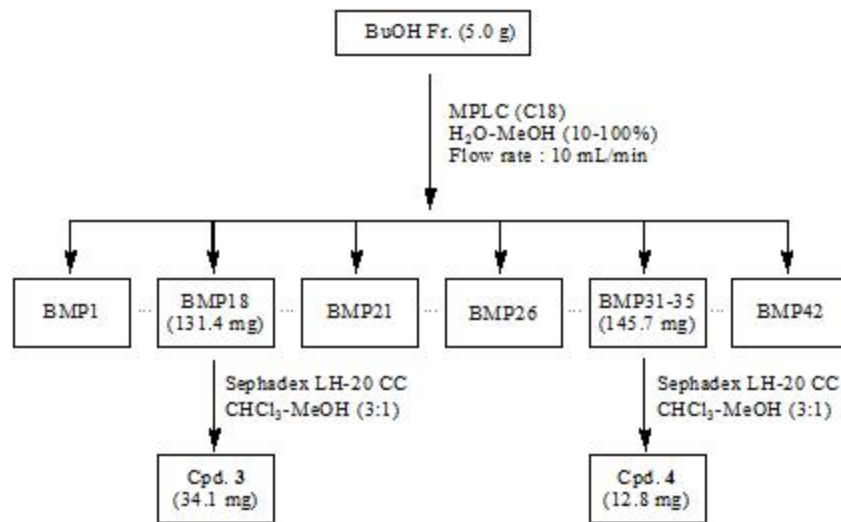 BuOH Fr. (5.0 g)
MPLC (C18)
H₂O-MeOH (10-100%)
Flow rate : 10 mL/min
BMP1
...
BMP18
(131.4 mg)
...
BMP21
...
BMP26
...
BMP31-35
(145.7 mg)
...
BMP42
Sephadex LH-20 CC
CHCl₃-MeOH (3:1)
Sephadex LH-20 CC
CHCl₃-MeOH (3:1)
Cpd. 3
(34.1 mg)
Cpd. 4
(12.8 mg)